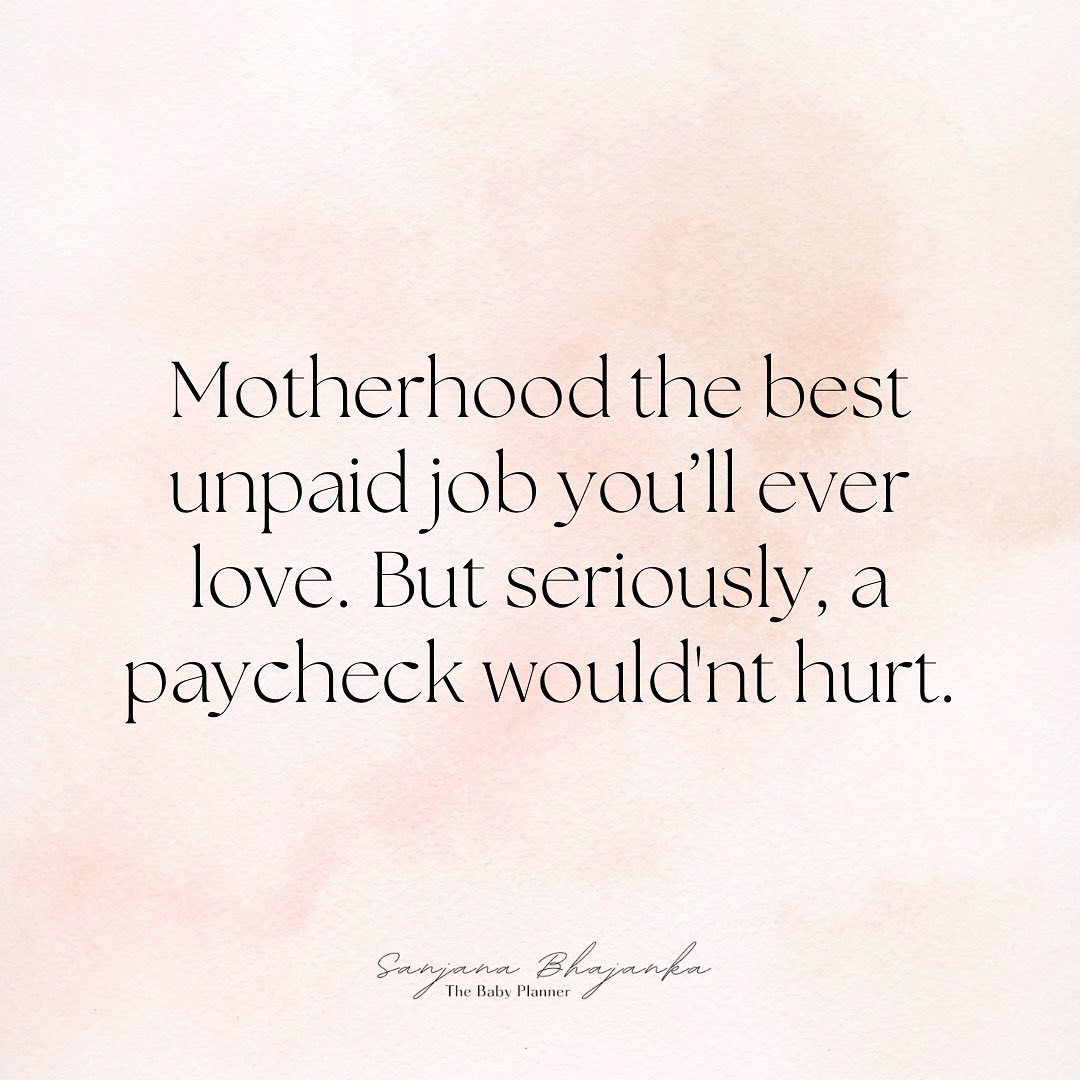 Motherhood the best
unpaid job you’ll ever
love. But seriously, a
paycheck would'nt hurt.
Sanjana Bhajanka
The Baby Planner